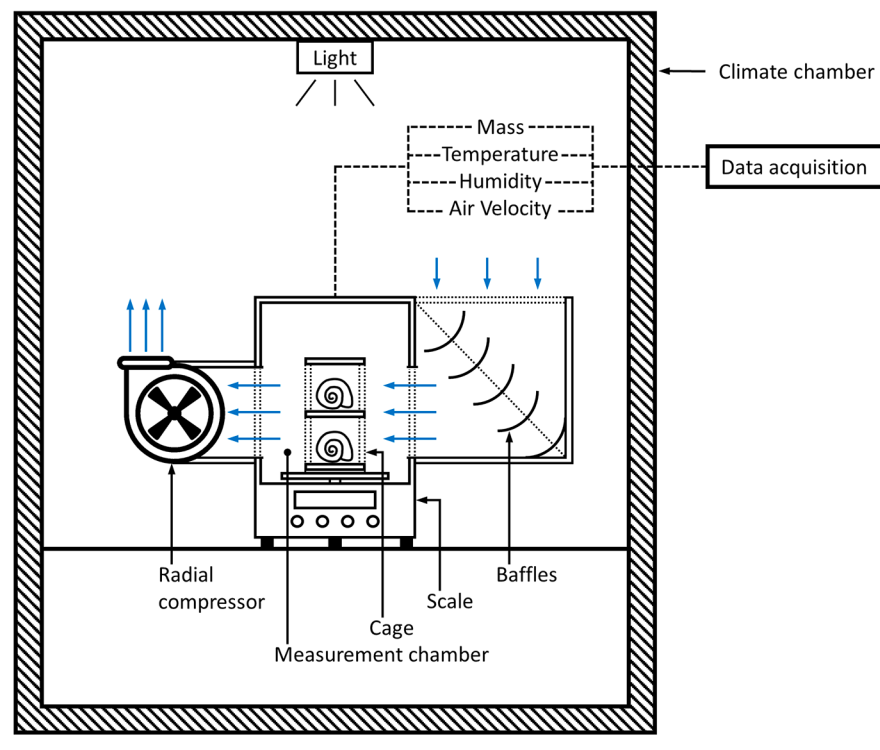 Light
Climate chamber
Mass
Temperature
Humidity
Air Velocity
Data acquisition
Radial
compressor
Baffles
Scale
Cage
Measurement chamber